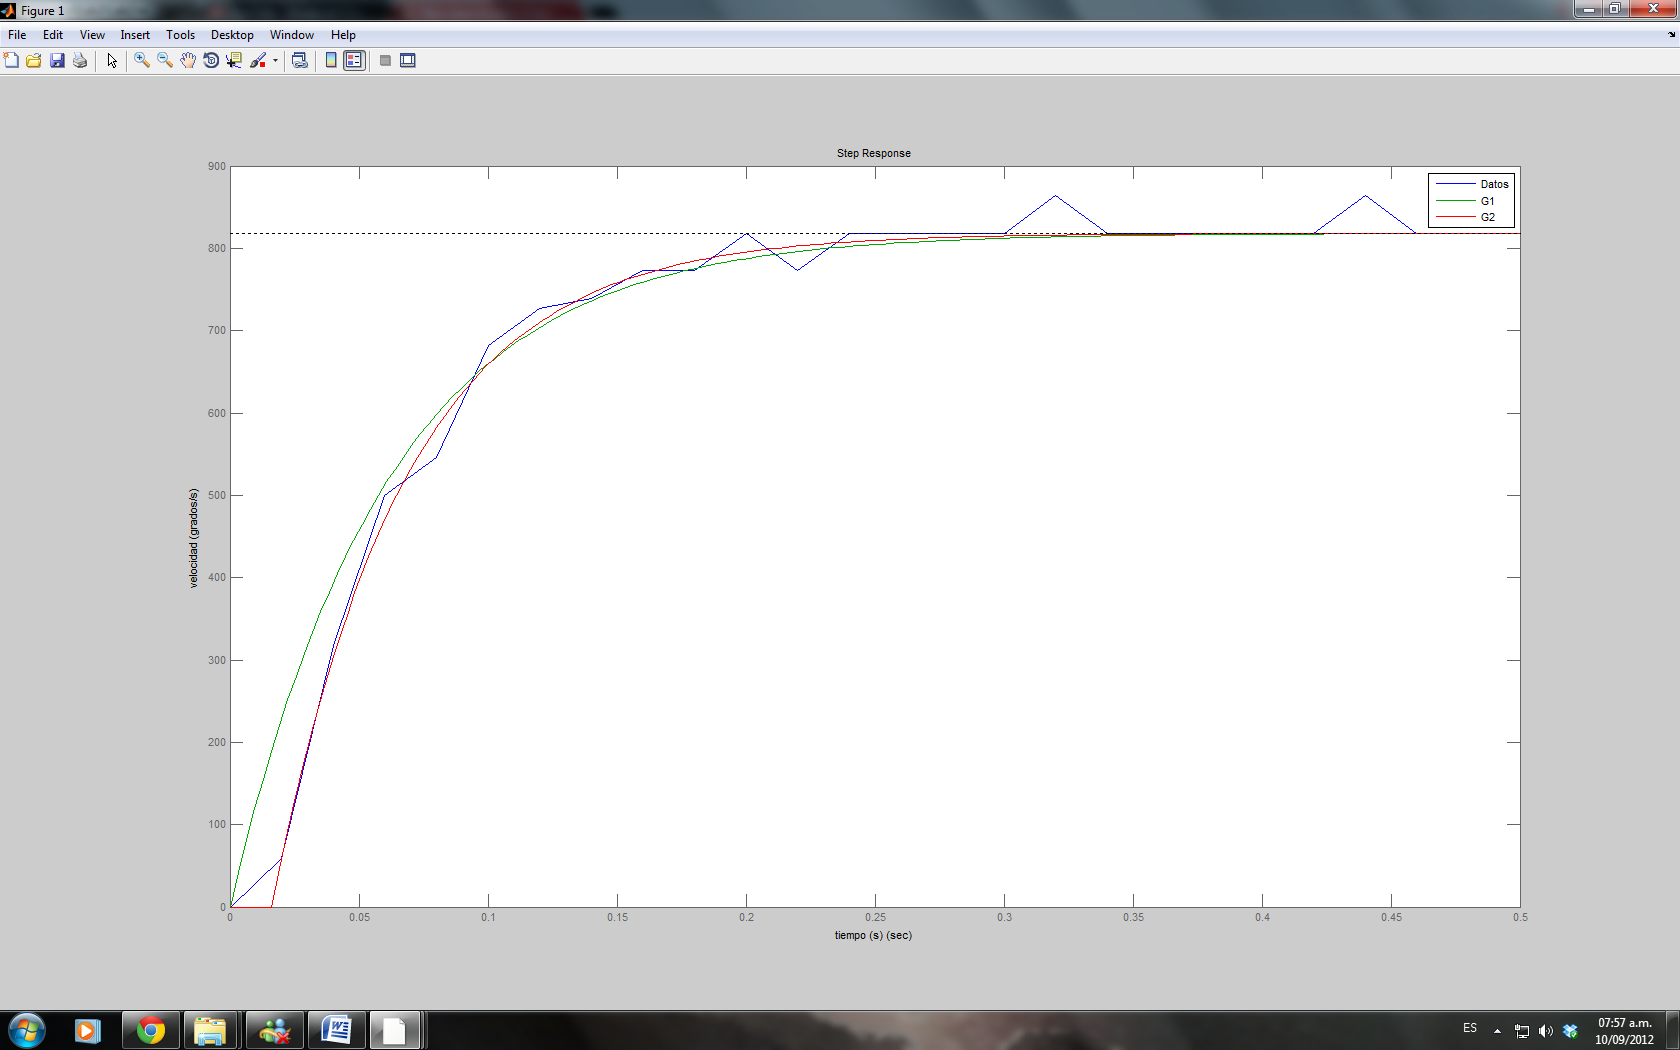 Figure 1
File Edit View Insert Tools Desktop Window Help
Step Response
900
800
700
600
500
400
300
200
100
0
velocidad (grados/s)
Datos
G1
G2
0 0.05 0.1 0.15 0.2 0.25 0.3 0.35 0.4 0.45 0.5
tiempo (s) (sec)
ES
07:57 a.m.
10/09/2012